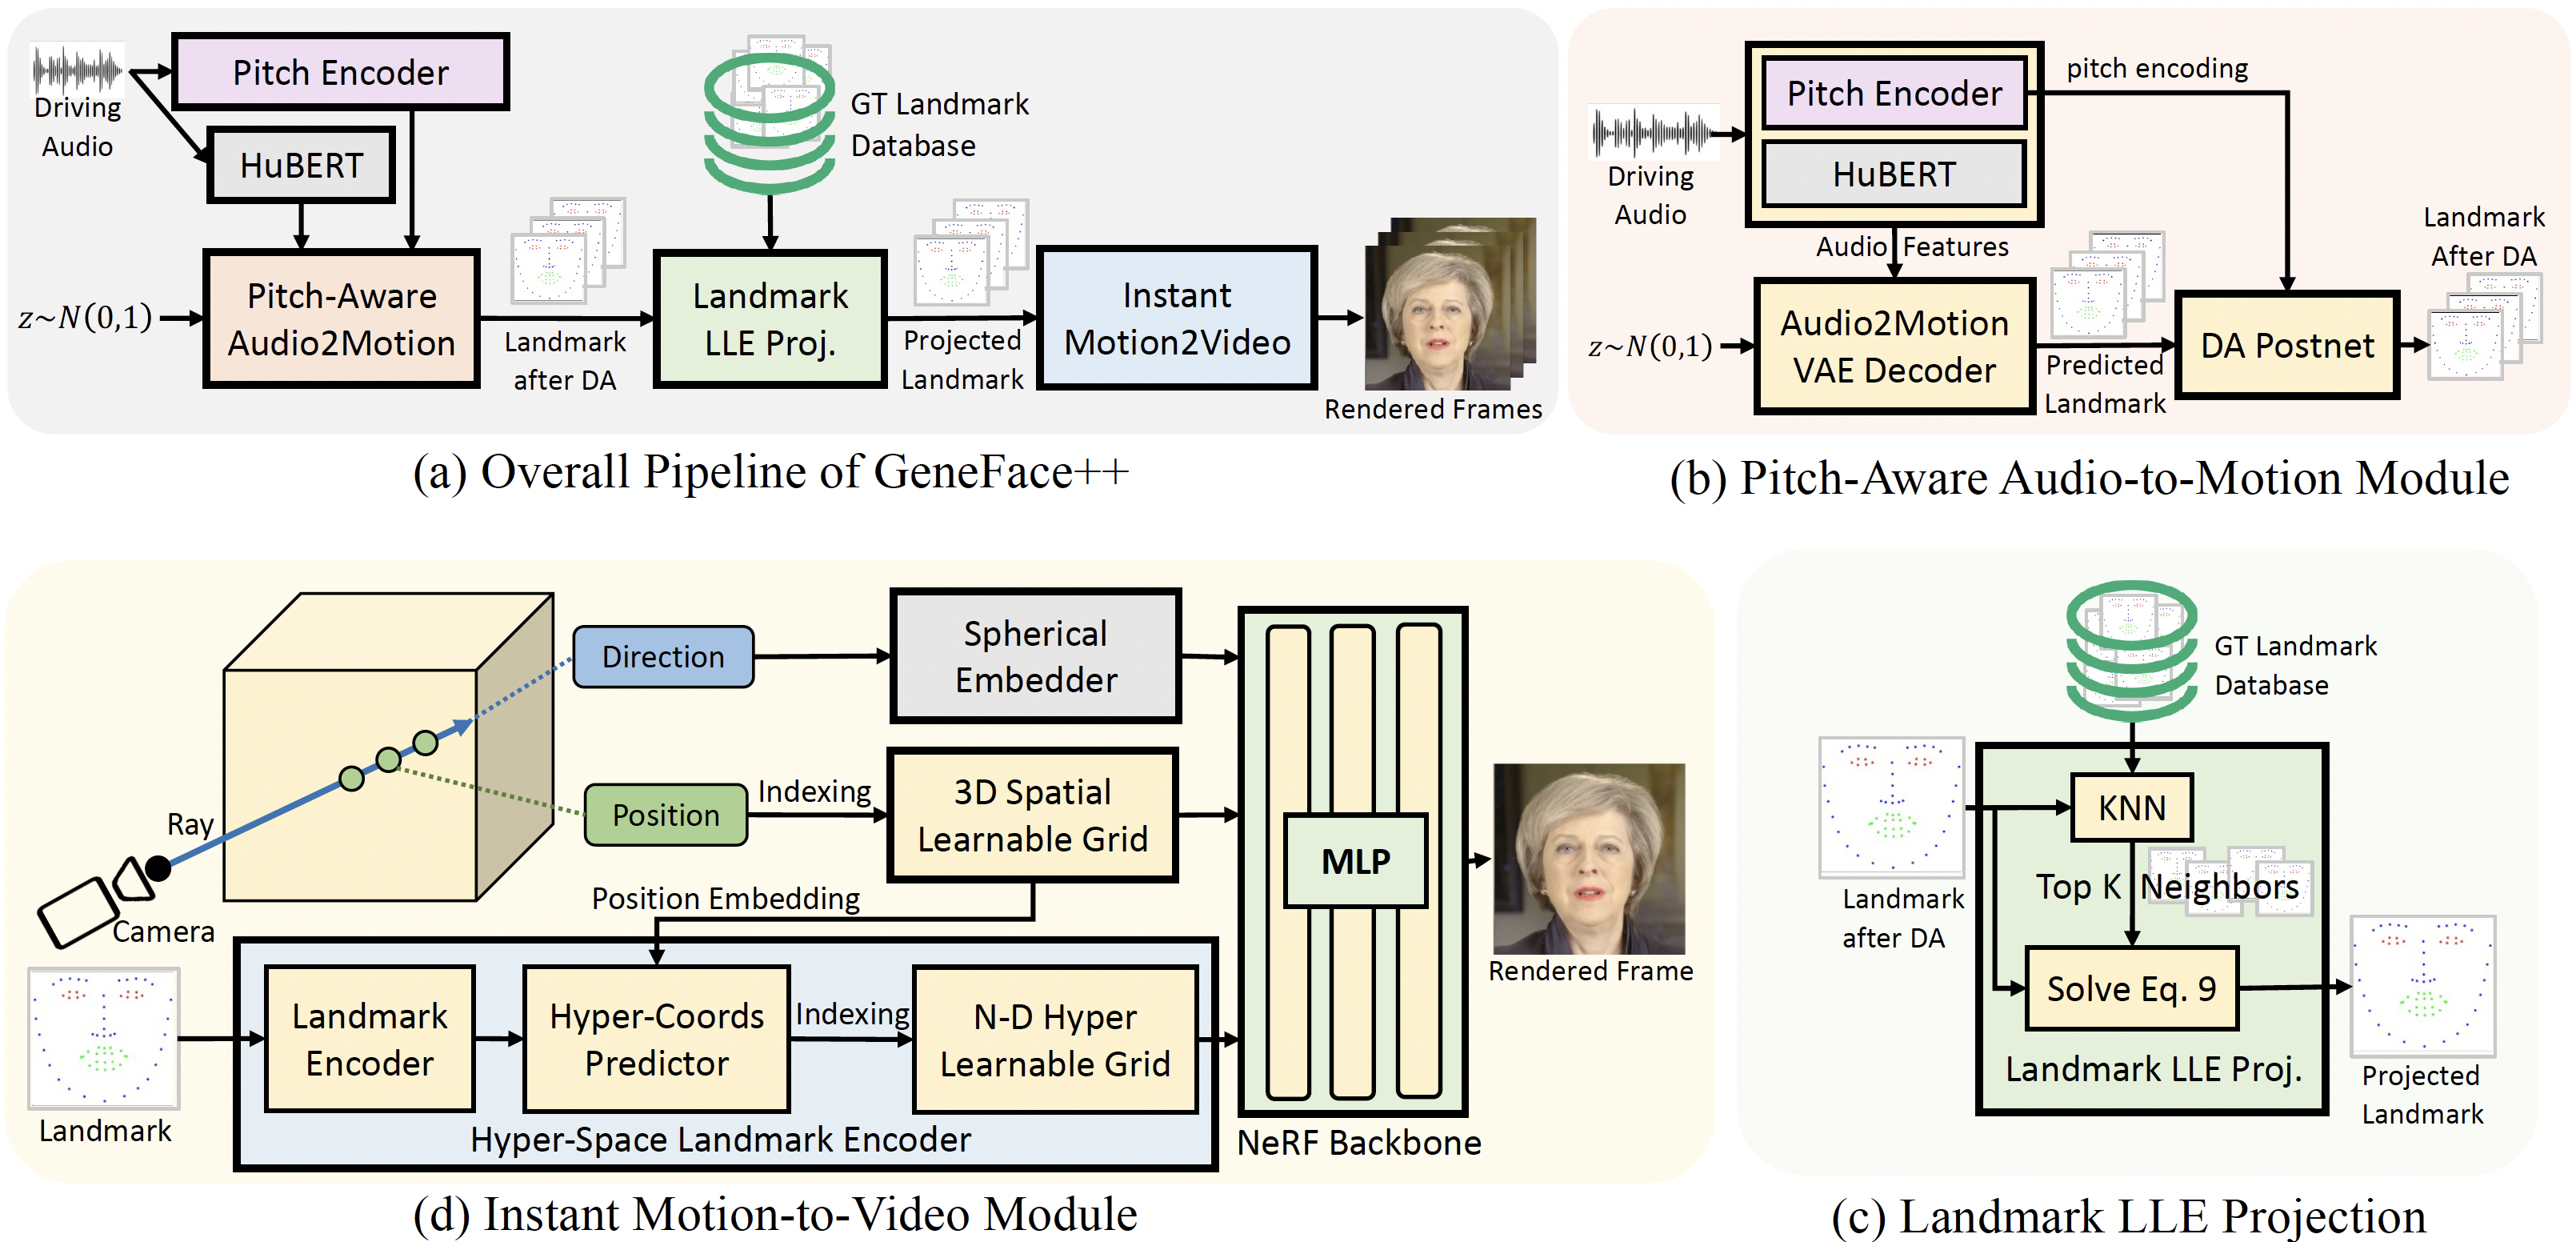 Driving
Audio
Pitch Encoder
HuBERT
GT Landmark
Database
z~N(0,1)
Pitch-Aware
Audio2Motion
Landmark
after DA
Landmark
LLE Proj.
Projected
Landmark
Instant
Motion2Video
Rendered Frames
(a) Overall Pipeline of GeneFace++
Driving
Audio
Pitch Encoder
HuBERT
pitch encoding
Audio Features
z~N(0,1)
Audio2Motion
VAE Decoder
Predicted
Landmark
DA Postnet
Landmark
After DA
(b) Pitch-Aware Audio-to-Motion Module
Ray
Camera
Direction
Spherical
Embedder
Position
Indexing
3D Spatial
Learnable Grid
Position Embedding
Landmark
Landmark
Encoder
Hyper-Coords
Predictor
Indexing
N-D Hyper
Learnable Grid
Hyper-Space Landmark Encoder
MLP
NeRF Backbone
Rendered Frame
(d) Instant Motion-to-Video Module
GT Landmark
Database
Landmark
after DA
KNN
Top K Neighbors
Solve Eq. 9
Landmark LLE Proj.
Projected
Landmark
(c) Landmark LLE Projection